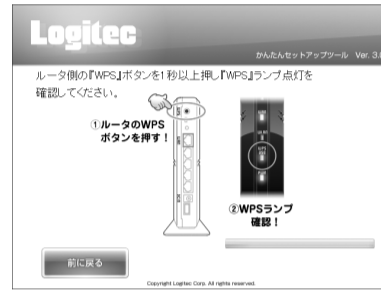 Logitec
かんたんセットアップツール Ver. 3.
ルータ側の『WPS』ボタンを1秒以上押し『WPS』ランプ点灯を
確認してください。
①ルータのWPS
ボタンを押す!
②WPSランプ
確認!
前に戻る
Copyright Logitec Corp. All rights reserved.